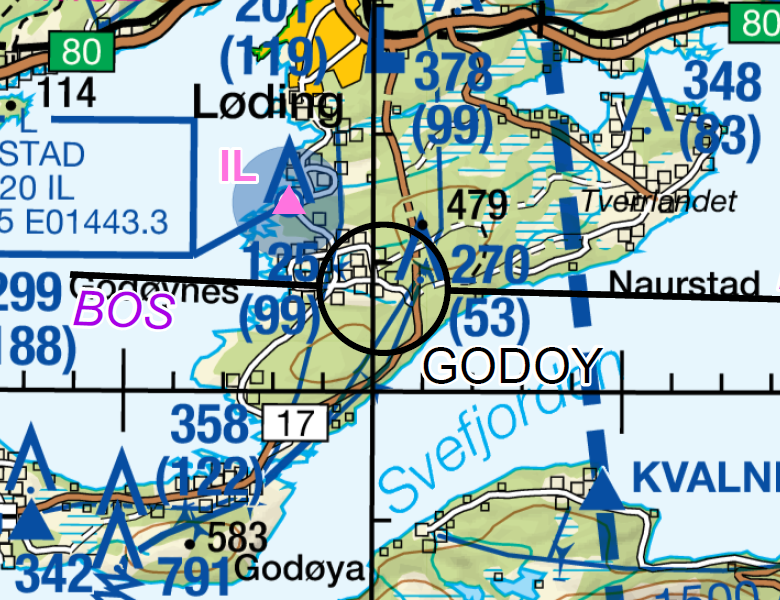 201
(119)
80
80
378
(99)
348
(83)
114
Løding
L
STAD
20 IL
5 E01443.3
IL
479
Tverrlandet
125
(99)
270
(53)
299
(188)
Godøynes
BOS
Naurstad
GODOY
Svefjorden
17
358
(122)
KVALN
583
342
791
Godøya
1500